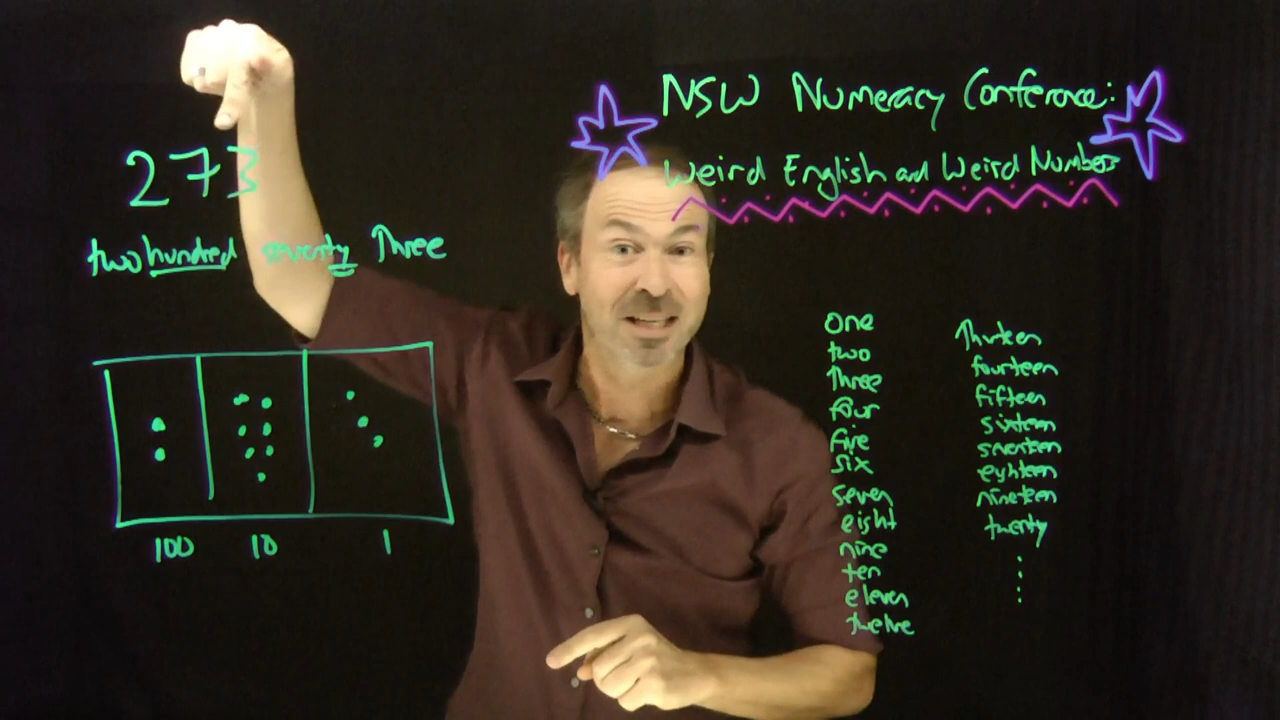 NSW Numeracy Conference:
Weird English and Weird Numbers
273
two hundred seventy Three
100 10 1
one
two
Three
four
five
six
seven
eight
nine
ten
eleven
twelve
Thirteen
fourteen
fifteen
sixteen
seventeen
eyhteen
nineteen
twenty